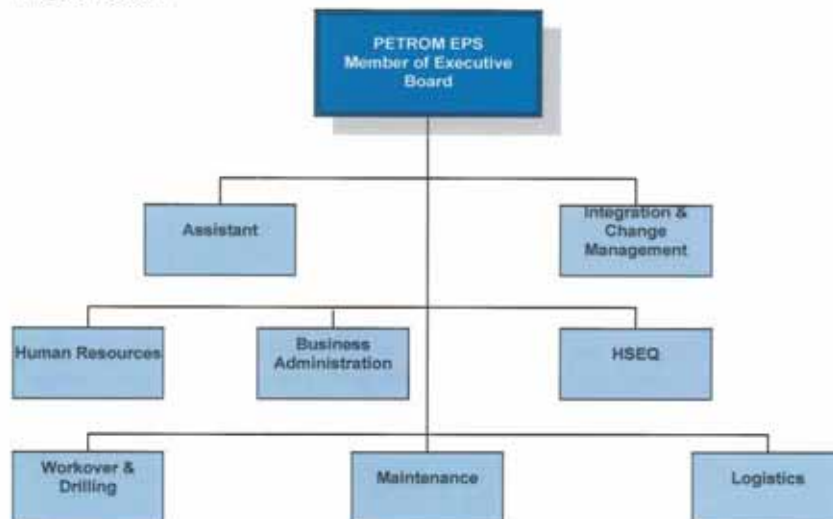 PETROM EPS
Member of Executive
Board
Assistant
Integration &
Change
Management
Human Resources
Business
Administration
HSEQ
Workover &
Drilling
Maintenance
Logistics